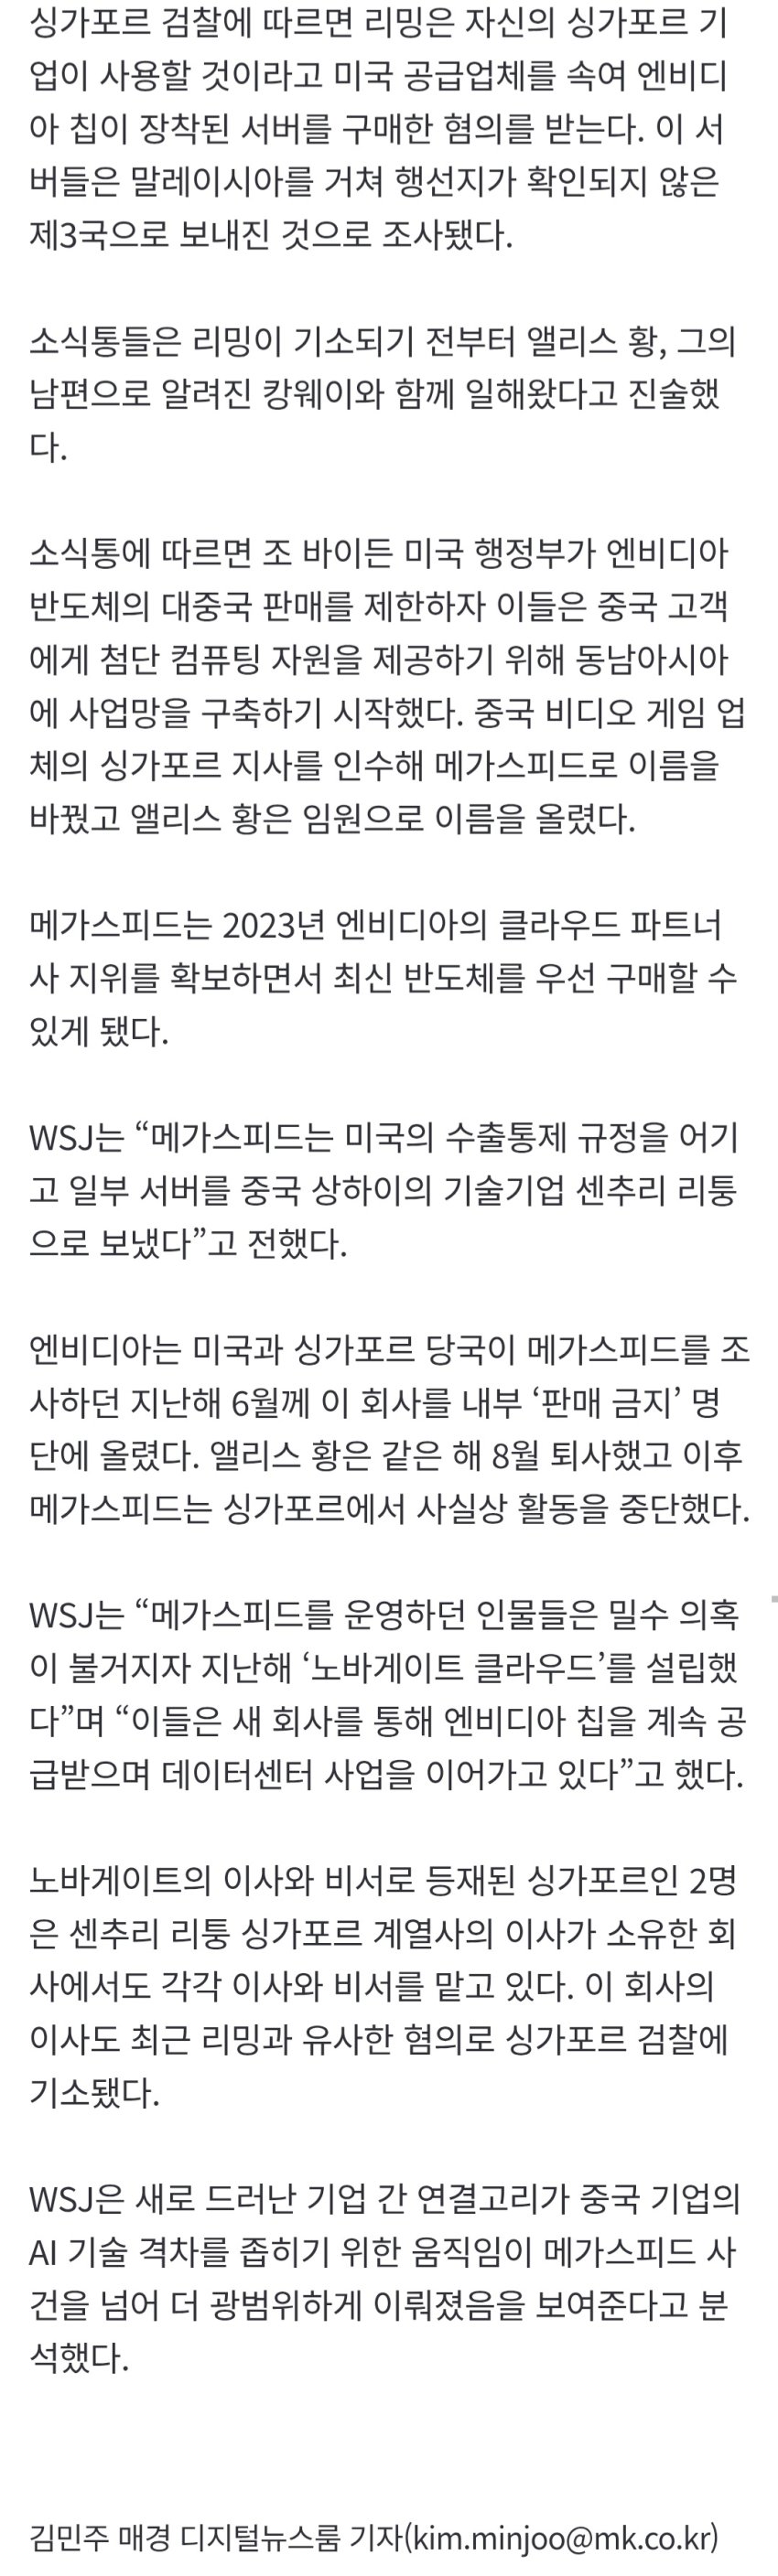 싱가포르 검찰에 따르면 리밍은 자신의 싱가포르 기
업이 사용할 것이라고 미국 공급업체를 속여 엔비디
아 칩이 장착된 서버를 구매한 혐의를 받는다. 이 서
버들은 말레이시아를 거쳐 행선지가 확인되지 않은
제3국으로 보내진 것으로 조사됐다.
소식통들은 리밍이 기소되기 전부터 앨리스 황, 그의
남편으로 알려진 캉웨이와 함께 일해왔다고 진술했
다.
소식통에 따르면 조 바이든 미국 행정부가 엔비디아
반도체의 대중국 판매를 제한하자 이들은 중국 고객
에게 첨단 컴퓨팅 자원을 제공하기 위해 동남아시아
에 사업망을 구축하기 시작했다. 중국 비디오 게임 업
체의 싱가포르 지사를 인수해 메가스피드로 이름을
바꿨고 앨리스 황은 임원으로 이름을 올렸다.
메가스피드는 2023년 엔비디아의 클라우드 파트너
사 지위를 확보하면서 최신 반도체를 우선 구매할 수
있게 됐다.
WSJ는 “메가스피드는 미국의 수출통제 규정을 어기
고 일부 서버를 중국 상하이의 기술기업 센추리 리퉁
으로 보냈다”고 전했다.
엔비디아는 미국과 싱가포르 당국이 메가스피드를 조
사하던 지난해 6월께 이 회사를 내부 ‘판매 금지’ 명
단에 올렸다. 앨리스 황은 같은 해 8월 퇴사했고 이후
메가스피드는 싱가포르에서 사실상 활동을 중단했다.
WSJ는 “메가스피드를 운영하던 인물들은 밀수 의혹
이 불거지자 지난해 ‘노바게이트 클라우드’를 설립했
다”며 “이들은 새 회사를 통해 엔비디아 칩을 계속 공
급받으며 데이터센터 사업을 이어가고 있다”고 했다.
노바게이트의 이사와 비서로 등재된 싱가포르인 2명
은 센추리 리퉁 싱가포르 계열사의 이사가 소유한 회
사에서도 각각 이사와 비서를 맡고 있다. 이 회사의
이사도 최근 리밍과 유사한 혐의로 싱가포르 검찰에
기소됐다.
WSJ은 새로 드러난 기업 간 연결고리가 중국 기업의
AI 기술 격차를 좁히기 위한 움직임이 메가스피드 사
건을 넘어 더 광범위하게 이뤄졌음을 보여준다고 분
석했다.
김민주 매경 디지털뉴스룸 기자(kim.minjoo@mk.co.kr)